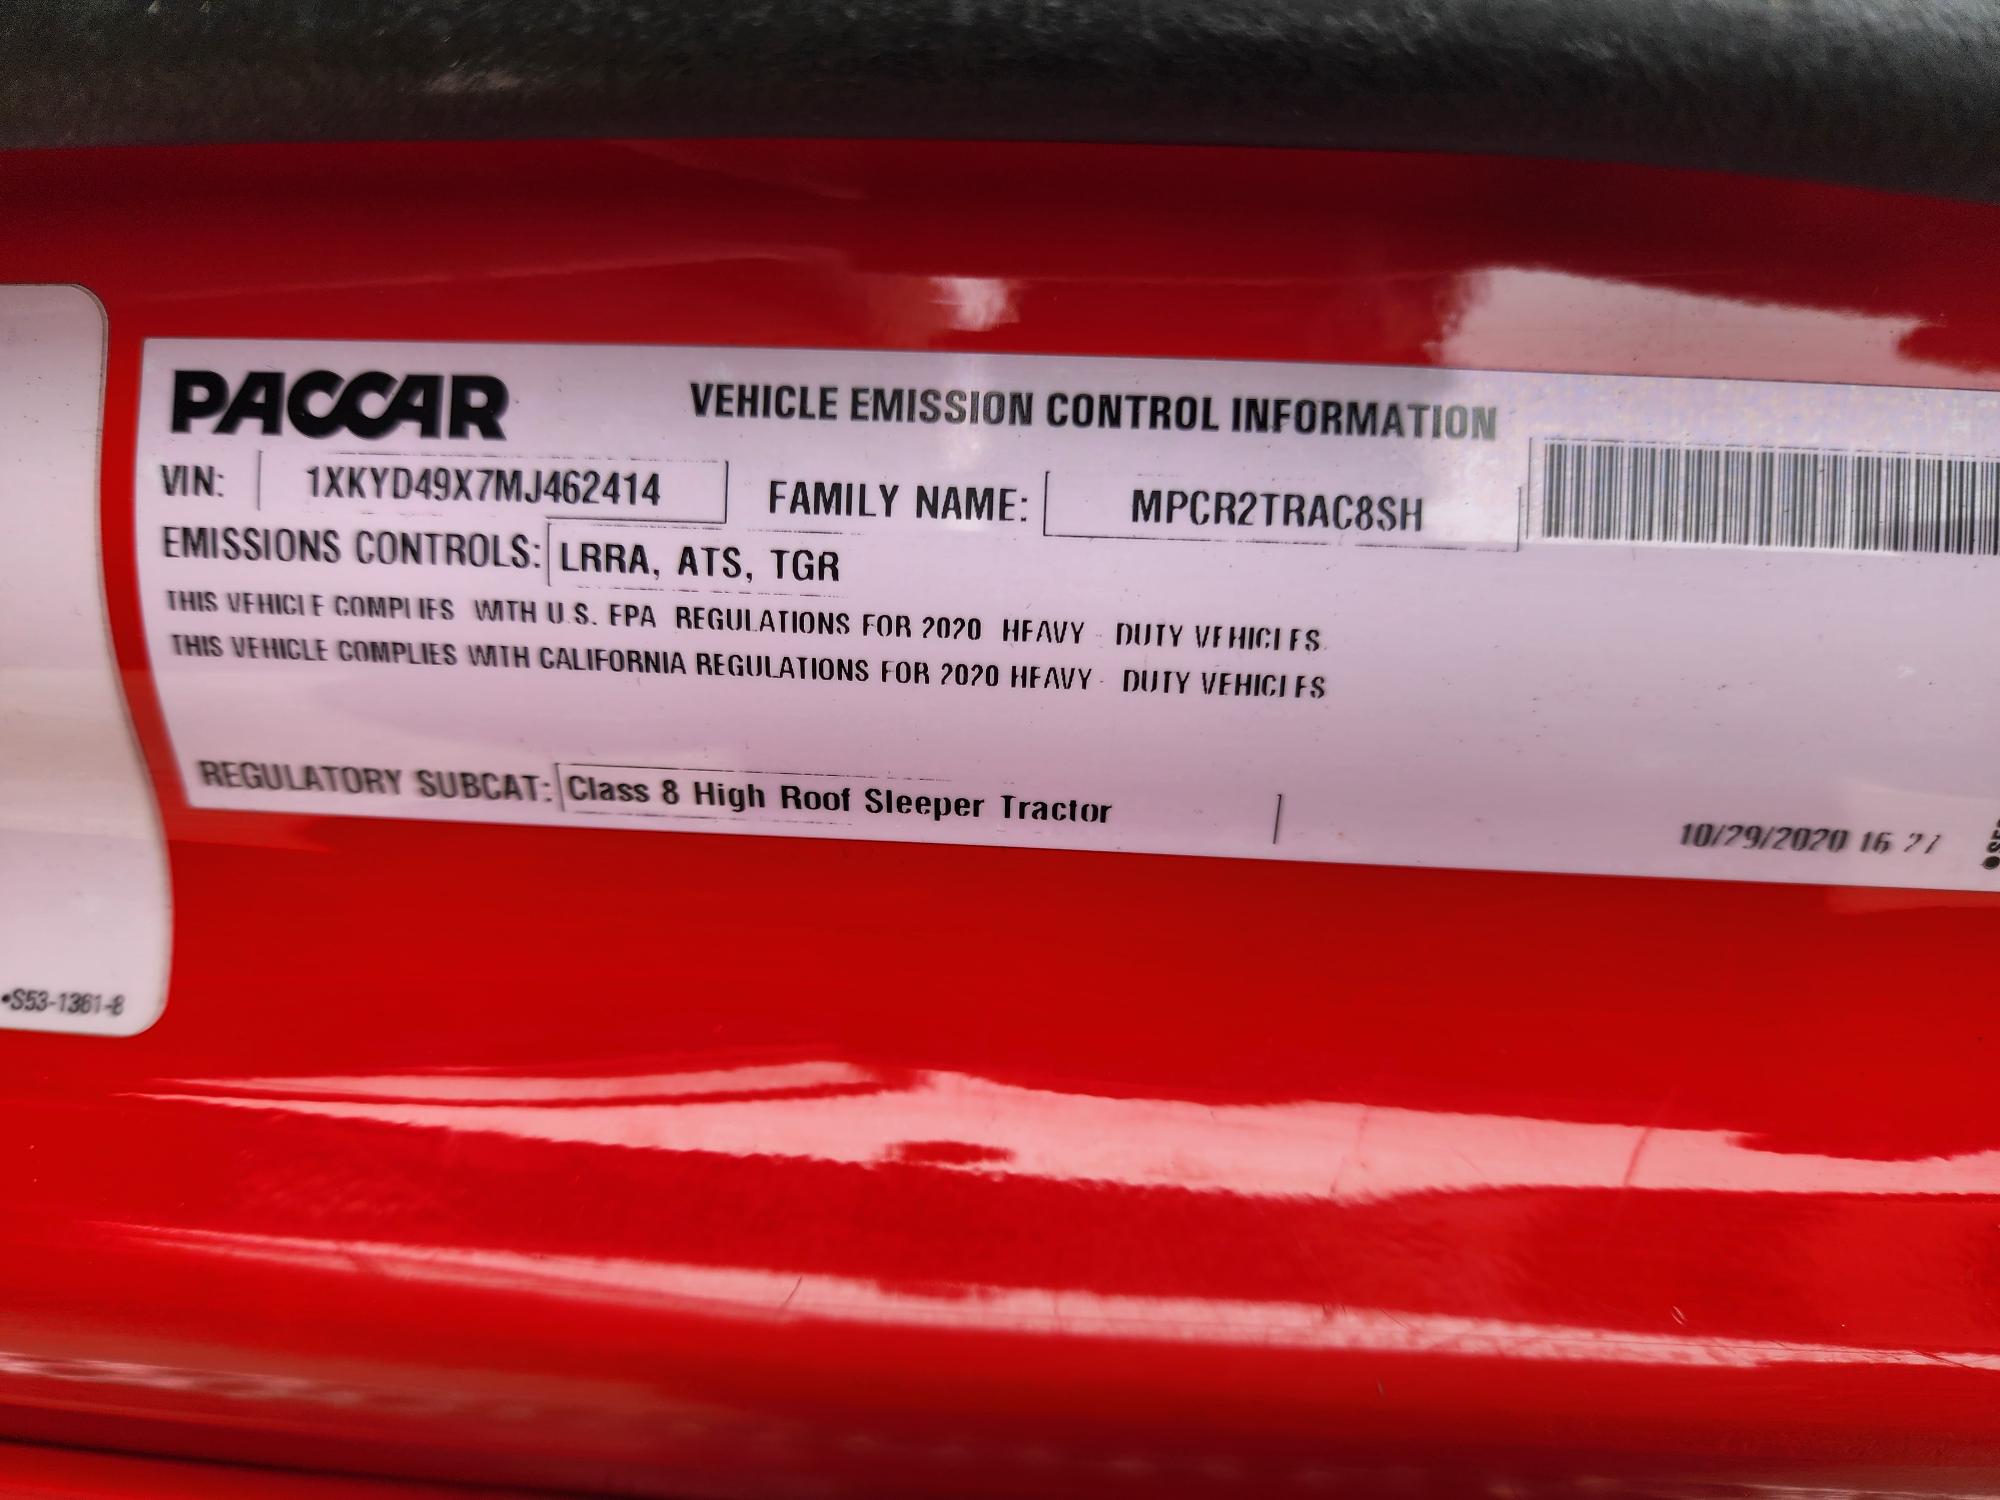 PACCAR VEHICLE EMISSION CONTROL INFORMATION
VIN: 1XKYD49X7MJ462414 FAMILY NAME: MPCR2TRAC8SH
EMISSIONS CONTROLS: LRRA, ATS, TGR
THIS VEHICLE COMPLIES WITH U.S. EPA REGULATIONS FOR 2020 HEAVY - DUTY VEHICLES.
THIS VEHICLE COMPLIES WITH CALIFORNIA REGULATIONS FOR 2020 HEAVY - DUTY VEHICLES
REGULATORY SUBCAT: Class 8 High Roof Sleeper Tractor
10/29/2020 16 27
•S53-1361-8